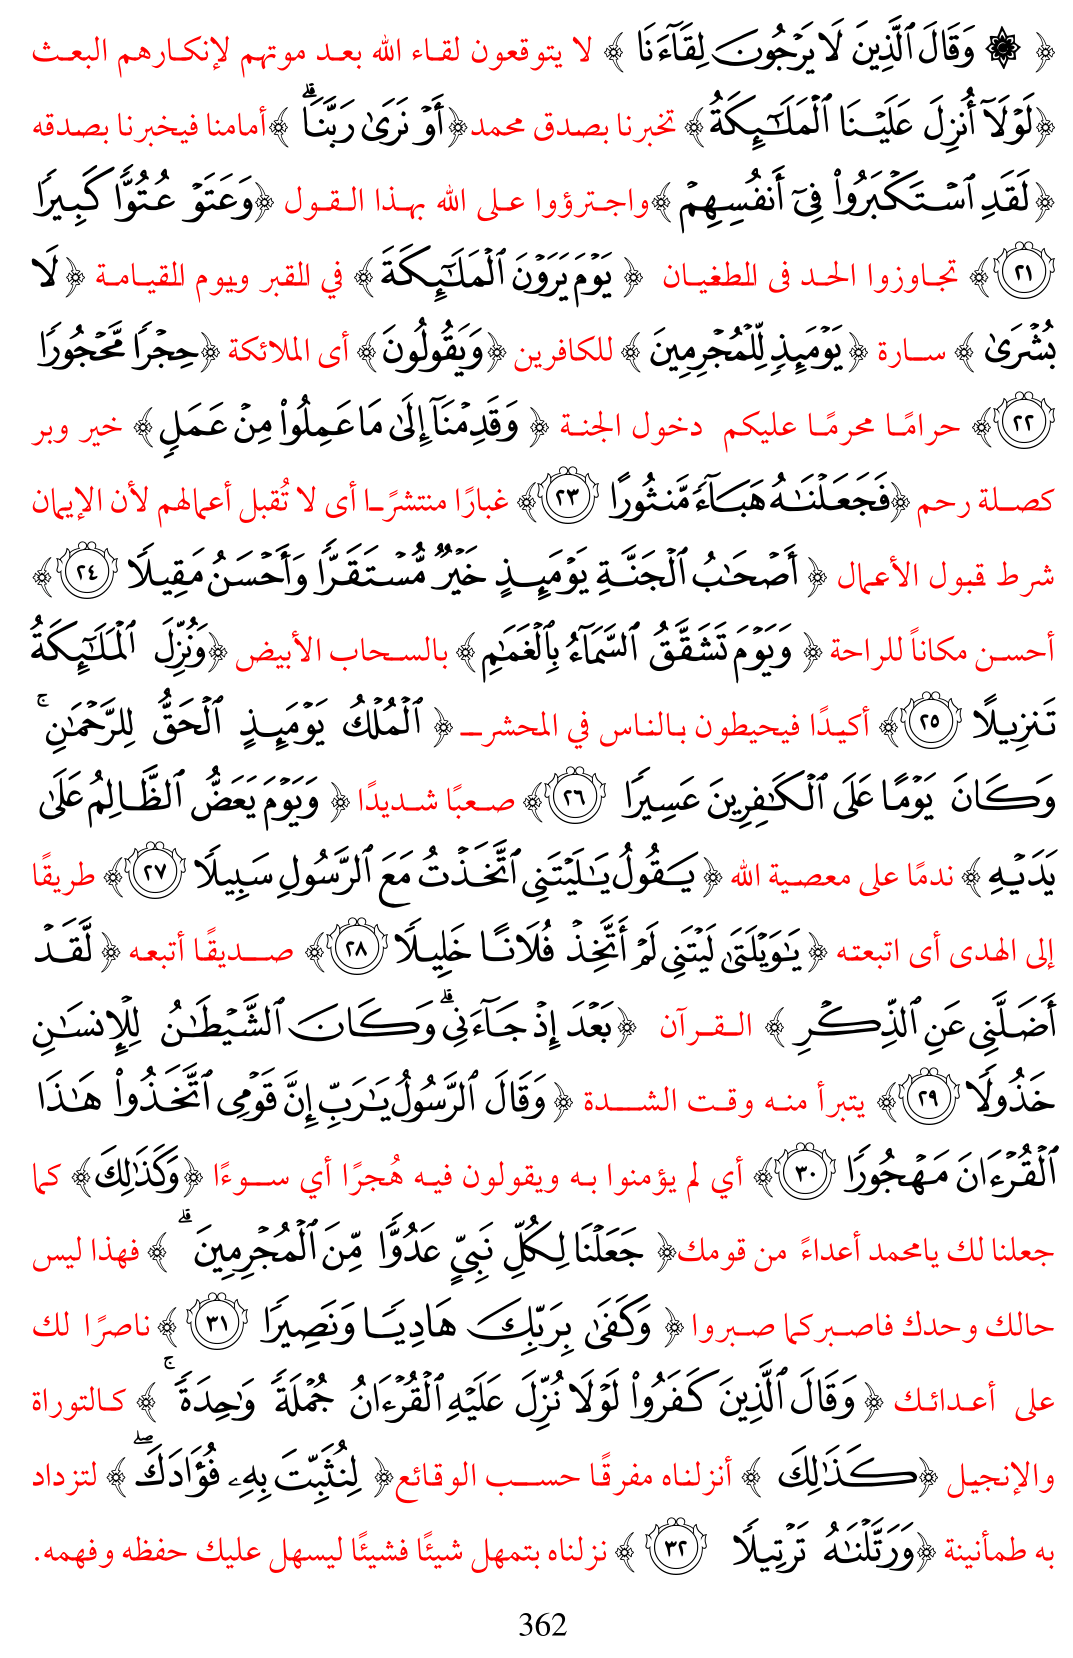 ﴿ ۞ وَقَالَ ٱلَّذِينَ لَا يَرۡجُونَ لِقَآءَنَا ﴾ لا يتوقعون لقاء الله بعد موتهم لإنكارهم البعث
﴿لَوۡلَآ أُنزِلَ عَلَيۡنَا ٱلۡمَلَـٰٓئِكَةُ﴾ تخبرنا بصدق محمد﴿أَوۡ نَرَىٰ رَبَّنَاۗ ﴾أمامنا فيخبرنا بصدقه
﴿لَقَدِ ٱسۡتَكۡبَرُواْ فِيٓ أَنفُسِهِمۡ ﴾واجترؤوا على الله بهذا القول ﴿وَعَتَوۡ عُتُوّٗا كَبِيرٗا
٢١﴾ تجاوزوا الحد فى الطغيان ﴿ يَوۡمَ يَرَوۡنَ ٱلۡمَلَـٰٓئِكَةَ ﴾ في القبر ويوم القيامة ﴿لَا
بُشۡرَىٰ ﴾ سارة ﴿يَوۡمَئِذٖ لِّلۡمُجۡرِمِينَ ﴾ للكافرين ﴿وَيَقُولُونَ﴾ أى الملائكة ﴿حِجۡرٗا مَّحۡجُورٗا
٢٢﴾ حرامًا محرمًا عليكم دخول الجنة ﴿ وَقَدِمۡنَآ إِلَىٰ مَا عَمِلُواْ مِنۡ عَمَلٖ ﴾ خير وبر
كصلة رحم ﴿فَجَعَلۡنَـٰهُ هَبَآءٗ مَّنثُورًا ٢٣﴾ غبارًا منتشرًا أى لا تُقبل أعمالهم لأن الإيمان
شرط قبول الأعمال ﴿ أَصۡحَـٰبُ ٱلۡجَنَّةِ يَوۡمَئِذٍ خَيۡرٞ مُّسۡتَقَرّٗا وَأَحۡسَنُ مَقِيلٗا ٢٤﴾
أحسن مكاناً للراحة ﴿ وَيَوۡمَ تَشَقَّقُ ٱلسَّمَآءُ بِٱلۡغَمَـٰمِ ﴾ بالسحاب الأبيض ﴿وَنُزِّلَ ٱلۡمَلَـٰٓئِكَةُ
تَنزِيلًا ٢٥﴾ أكيدًا فيحيطون بالناس في المحشر ﴿ ٱلۡمُلۡكُ يَوۡمَئِذٍ ٱلۡحَقُّ لِلرَّحۡمَـٰنِۚ
وَكَانَ يَوۡمًا عَلَى ٱلۡكَـٰفِرِينَ عَسِيرٗا ٢٦﴾ صعبًا شديدًا ﴿ وَيَوۡمَ يَعَضُّ ٱلظَّالِمُ عَلَىٰ
يَدَيۡهِ ﴾ ندمًا على معصية الله ﴿ يَقُولُ يَـٰلَيۡتَنِي ٱتَّخَذۡتُ مَعَ ٱلرَّسُولِ سَبِيلٗا ٢٧﴾ طريقًا
إلى الهدى أى اتبعته ﴿ يَـٰوَيۡلَتَىٰ لَيۡتَنِي لَمۡ أَتَّخِذۡ فُلَانًا خَلِيلٗا ٢٨﴾ صديقًا أتبعه ﴿ لَّقَدۡ
أَضَلَّنِي عَنِ ٱلذِّكۡرِ ﴾ القرآن ﴿بَعۡدَ إِذۡ جَآءَنِيۗ وَكَانَ ٱلشَّيۡطَـٰنُ لِلۡإِنسَـٰنِ
خَذُولٗا ٢٩﴾ يتبرأ منه وقت الشدة ﴿ وَقَالَ ٱلرَّسُولُ يَـٰرَبِّ إِنَّ قَوۡمِي ٱتَّخَذُواْ هَـٰذَا
ٱلۡقُرۡءَانَ مَهۡجُورٗا ٣٠﴾ أي لم يؤمنوا به ويقولون فيه هُجرًا أي سوءًا ﴿وَكَذَٰلِكَ﴾ كما
جعلنا لك يامحمد أعداءً من قومك﴿ جَعَلۡنَا لِكُلِّ نَبِيٍّ عَدُوّٗا مِّنَ ٱلۡمُجۡرِمِينَۗ ﴾ فهذا ليس
حالك وحدك فاصبركما صبروا ﴿ وَكَفَىٰ بِرَبِّكَ هَادِيٗا وَنَصِيرٗا ٣١ ﴾ ناصرًا لك
على أعدائك ﴿ وَقَالَ ٱلَّذِينَ كَفَرُواْ لَوۡلَا نُزِّلَ عَلَيۡهِ ٱلۡقُرۡءَانُ جُمۡلَةٗ وَٰحِدَةٗۚ ﴾ كالتوراة
والإنجيل ﴿كَذَٰلِكَ ﴾ أنزلناه مفرقًا حسب الوقائع﴿ لِنُثَبِّتَ بِهِۦ فُؤَادَكَۖ ﴾ لتزداد
به طمأنينة ﴿وَرَتَّلۡنَـٰهُ تَرۡتِيلٗا ٣٢ ﴾ نزلناه بتمهل شيئًا فشيئًا ليسهل عليك حفظه وفهمه.
362